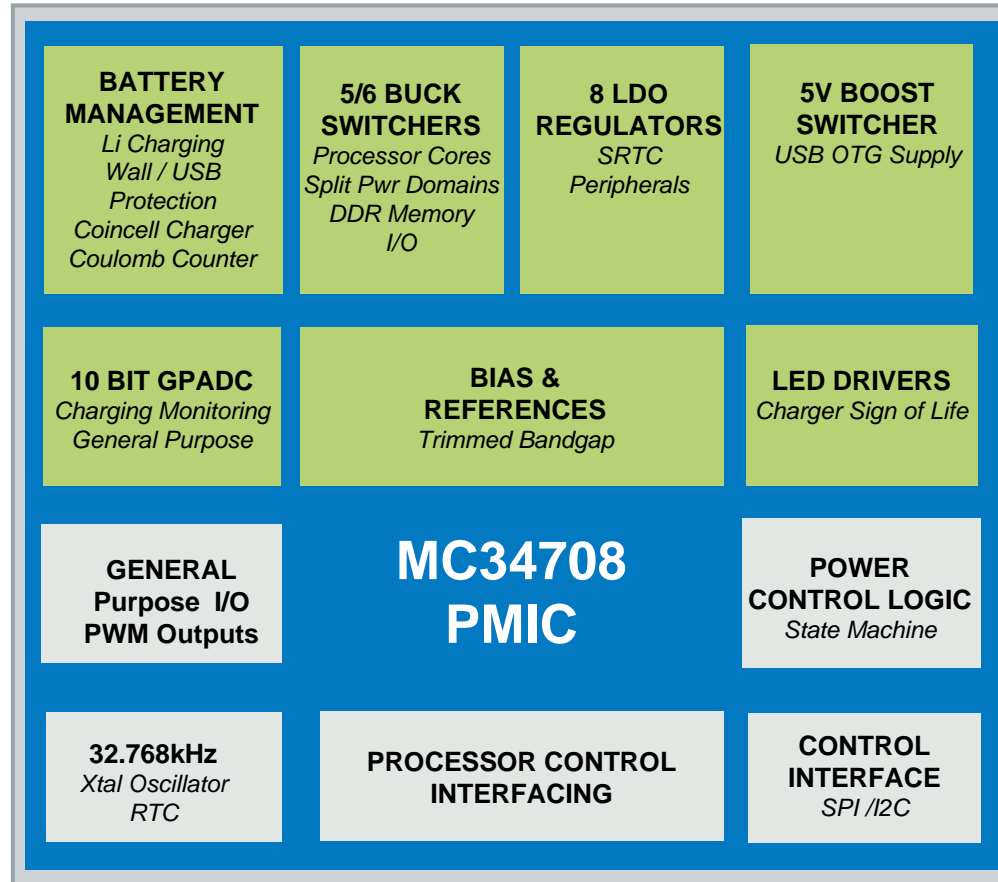 BATTERY
MANAGEMENT
Li Charging
Wall / USB
Protection
Coincell Charger
Coulomb Counter
5/6 BUCK
SWITCHERS
Processor Cores
Split Pwr Domains
DDR Memory
I/O
8 LDO
REGULATORS
SRTC
Peripherals
5V BOOST
SWITCHER
USB OTG Supply
10 BIT GPADC
Charging Monitoring
General Purpose
BIAS &
REFERENCES
Trimmed Bandgap
LED DRIVERS
Charger Sign of Life
GENERAL
Purpose I/O
PWM Outputs
MC34708
PMIC
POWER
CONTROL LOGIC
State Machine
32.768kHz
Xtal Oscillator
RTC
PROCESSOR CONTROL
INTERFACING
CONTROL
INTERFACE
SPI /I2C